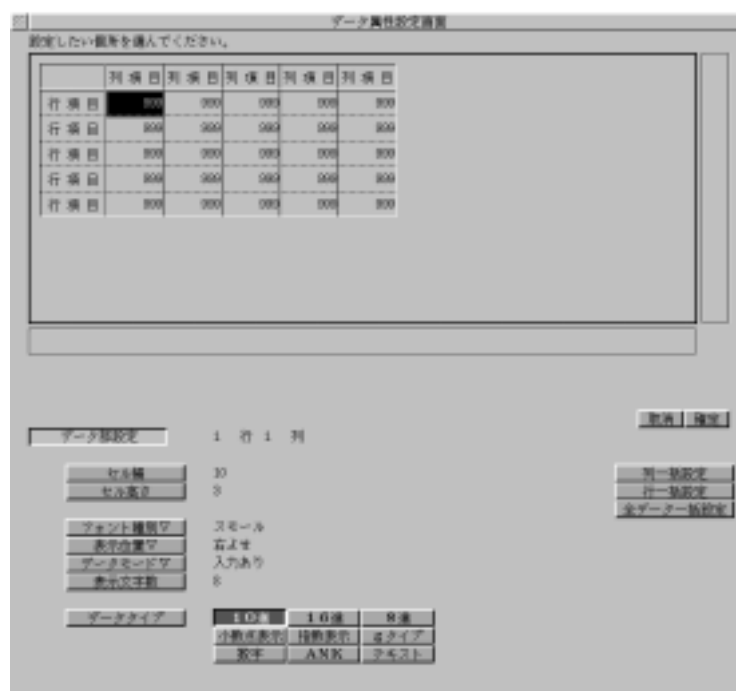 データ属性設定画面
設定したい個所を選んでください。
列項目 列項目 列項目 列項目 列項目
行項目 999 999 999 999 999
行項目 999 999 999 999 999
行項目 999 999 999 999 999
行項目 999 999 999 999 999
行項目 999 999 999 999 999
取消 確定
データ部設定 1 行 1 列
セル幅 10 列一括設定
セル高さ 3 行一括設定
全データ一括設定
フォント種別▽ スモール
表示位置▽ 右よせ
データモード▽ 入力あり
表示文字数 8
データタイプ 10進 16進 8進
小数点表示 指数表示 gタイプ
数字 ANK テキスト